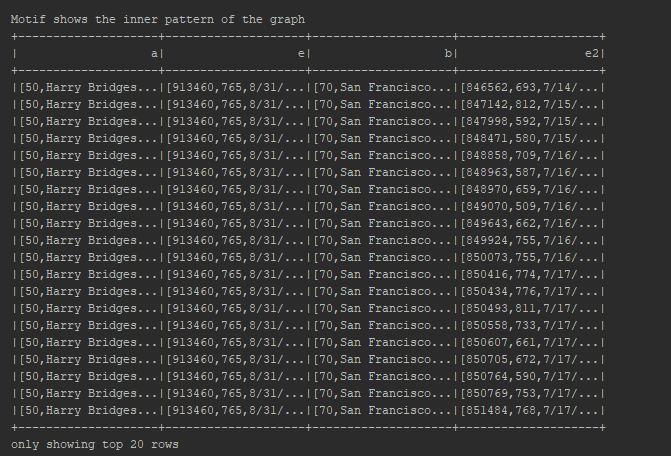 Motif shows the inner pattern of the graph
+--------------------+--------------------+--------------------+--------------------+
|                   a|                   e|                   b|                  e2|
+--------------------+--------------------+--------------------+--------------------+
|[50,Harry Bridges...|[913460,765,8/31/...|[70,San Francisco...|[846562,693,7/14/...|
|[50,Harry Bridges...|[913460,765,8/31/...|[70,San Francisco...|[847142,812,7/15/...|
|[50,Harry Bridges...|[913460,765,8/31/...|[70,San Francisco...|[847998,592,7/15/...|
|[50,Harry Bridges...|[913460,765,8/31/...|[70,San Francisco...|[848471,580,7/15/...|
|[50,Harry Bridges...|[913460,765,8/31/...|[70,San Francisco...|[848858,709,7/16/...|
|[50,Harry Bridges...|[913460,765,8/31/...|[70,San Francisco...|[848963,587,7/16/...|
|[50,Harry Bridges...|[913460,765,8/31/...|[70,San Francisco...|[848970,659,7/16/...|
|[50,Harry Bridges...|[913460,765,8/31/...|[70,San Francisco...|[849070,509,7/16/...|
|[50,Harry Bridges...|[913460,765,8/31/...|[70,San Francisco...|[849643,662,7/16/...|
|[50,Harry Bridges...|[913460,765,8/31/...|[70,San Francisco...|[849924,755,7/16/...|
|[50,Harry Bridges...|[913460,765,8/31/...|[70,San Francisco...|[850073,755,7/16/...|
|[50,Harry Bridges...|[913460,765,8/31/...|[70,San Francisco...|[850416,774,7/17/...|
|[50,Harry Bridges...|[913460,765,8/31/...|[70,San Francisco...|[850434,776,7/17/...|
|[50,Harry Bridges...|[913460,765,8/31/...|[70,San Francisco...|[850493,811,7/17/...|
|[50,Harry Bridges...|[913460,765,8/31/...|[70,San Francisco...|[850558,733,7/17/...|
|[50,Harry Bridges...|[913460,765,8/31/...|[70,San Francisco...|[850607,661,7/17/...|
|[50,Harry Bridges...|[913460,765,8/31/...|[70,San Francisco...|[850705,672,7/17/...|
|[50,Harry Bridges...|[913460,765,8/31/...|[70,San Francisco...|[850764,590,7/17/...|
|[50,Harry Bridges...|[913460,765,8/31/...|[70,San Francisco...|[850769,753,7/17/...|
|[50,Harry Bridges...|[913460,765,8/31/...|[70,San Francisco...|[851484,768,7/17/...|
+--------------------+--------------------+--------------------+--------------------+
only showing top 20 rows